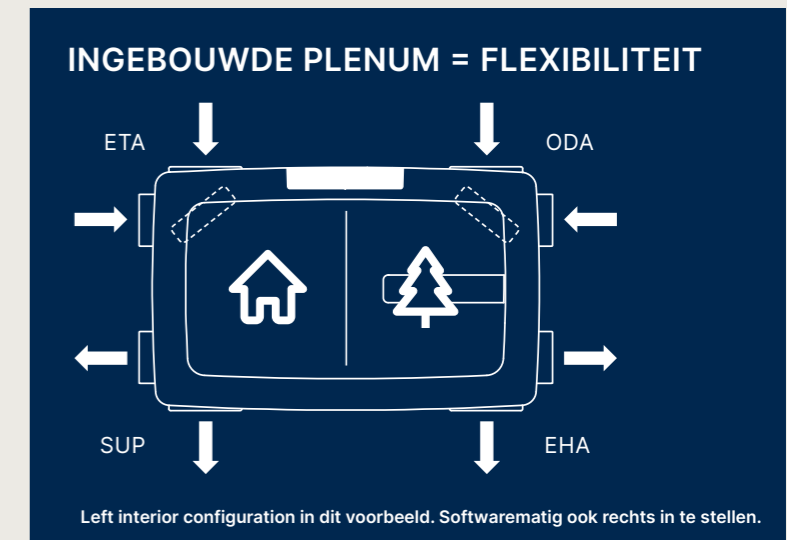 INGEBOUWDE PLENUM = FLEXIBILITEIT
ETA
ODA
SUP
EHA
Left interior configuration in dit voorbeeld. Softwarematig ook rechts in te stellen.